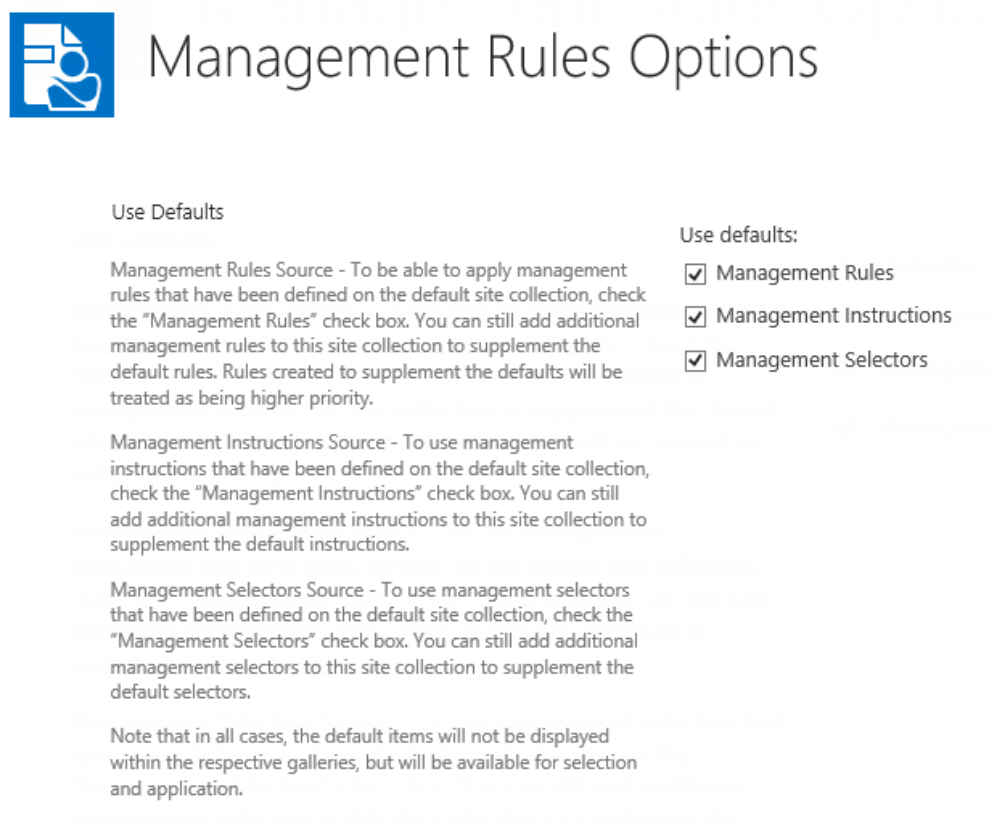 Management Rules Options
Use Defaults
Management Rules Source - To be able to apply management
rules that have been defined on the default site collection, check
the “Management Rules” check box. You can still add additional
management rules to this site collection to supplement the
default rules. Rules created to supplement the defaults will be
treated as being higher priority.
Management Instructions Source - To use management
instructions that have been defined on the default site collection,
check the “Management Instructions” check box. You can still
add additional management instructions to this site collection to
supplement the default instructions.
Management Selectors Source - To use management selectors
that have been defined on the default site collection, check the
“Management Selectors” check box. You can still add additional
management selectors to this site collection to supplement the
default selectors.
Note that in all cases, the default items will not be displayed
within the respective galleries, but will be available for selection
and application.
Use defaults:
Management Rules
Management Instructions
Management Selectors